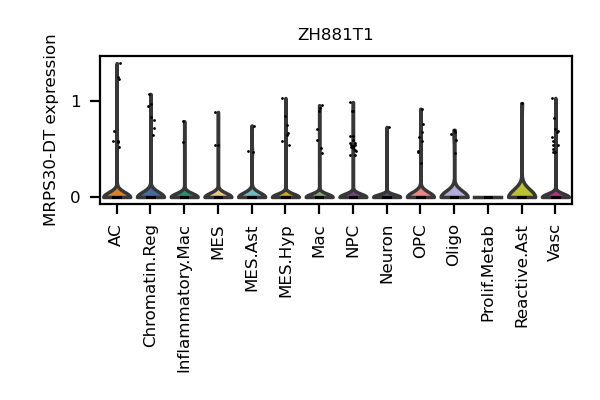 ZH881T1
MRPS30-DT expression
1
0
AC
Chromatin.Reg
Inflammatory.Mac
MES
MES.Ast
MES.Hyp
Mac
NPC
Neuron
OPC
Oligo
Prolif.Metab
Reactive.Ast
Vasc